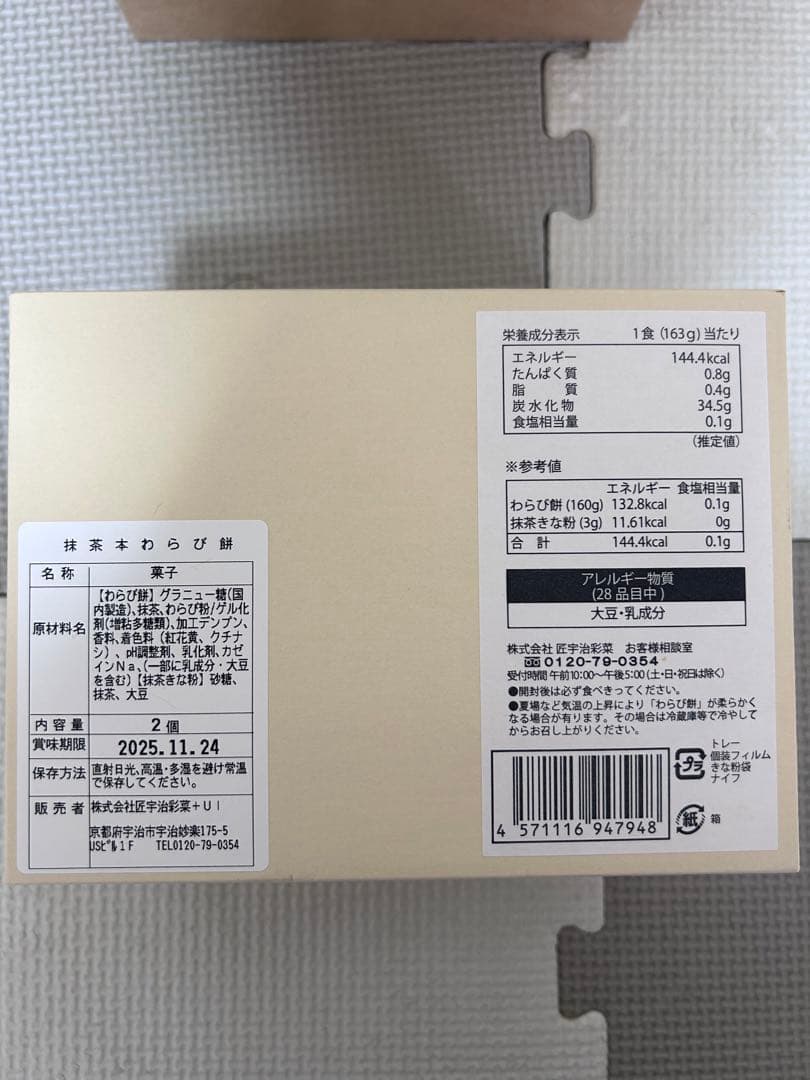 抹茶本わらび餅
名称 菓子
原材料名 【わらび餅】グラニュー糖(国
内製造)、抹茶、わらび粉/ゲル化
剤(増粘多糖類)、加工デンプン、
香料、着色料(紅花黄、クチナ
シ)、pH調整剤、乳化剤、カゼ
インNa、(一部に乳成分・大豆
を含む)【抹茶きな粉】砂糖、
抹茶、大豆
内容量 2個
賞味期限 2025.11.24
保存方法 直射日光、高温・多湿を避け常温
で保存してください。
販売者 株式会社匠宇治彩菜+UI
京都府宇治市宇治妙楽175-5
USビル1F TEL0120-79-0354
栄養成分表示 1食(163g)当たり
エネルギー 144.4kcal
たんぱく質 0.8g
脂質 0.4g
炭水化物 34.5g
食塩相当量 0.1g
(推定値)
※参考値
エネルギー 食塩相当量
わらび餅(160g) 132.8kcal 0.1g
抹茶きな粉(3g) 11.61kcal 0g
合計 144.4kcal 0.1g
アレルギー物質
(28品目中)
大豆・乳成分
株式会社 匠宇治彩菜 お客様相談室
0120-79-0354
受付時間 午前10:00〜午後5:00(土・日・祝日は除く)
●開封後は必ず食べきってください。
●夏場など気温の上昇により「わらび餅」が柔らかく
なる場合が有ります。その場合は冷蔵庫等で冷やして
からお召し上がりください。
プラ
トレー
個装フィルム
きな粉袋
ナイフ
紙 箱
4 571116 947948